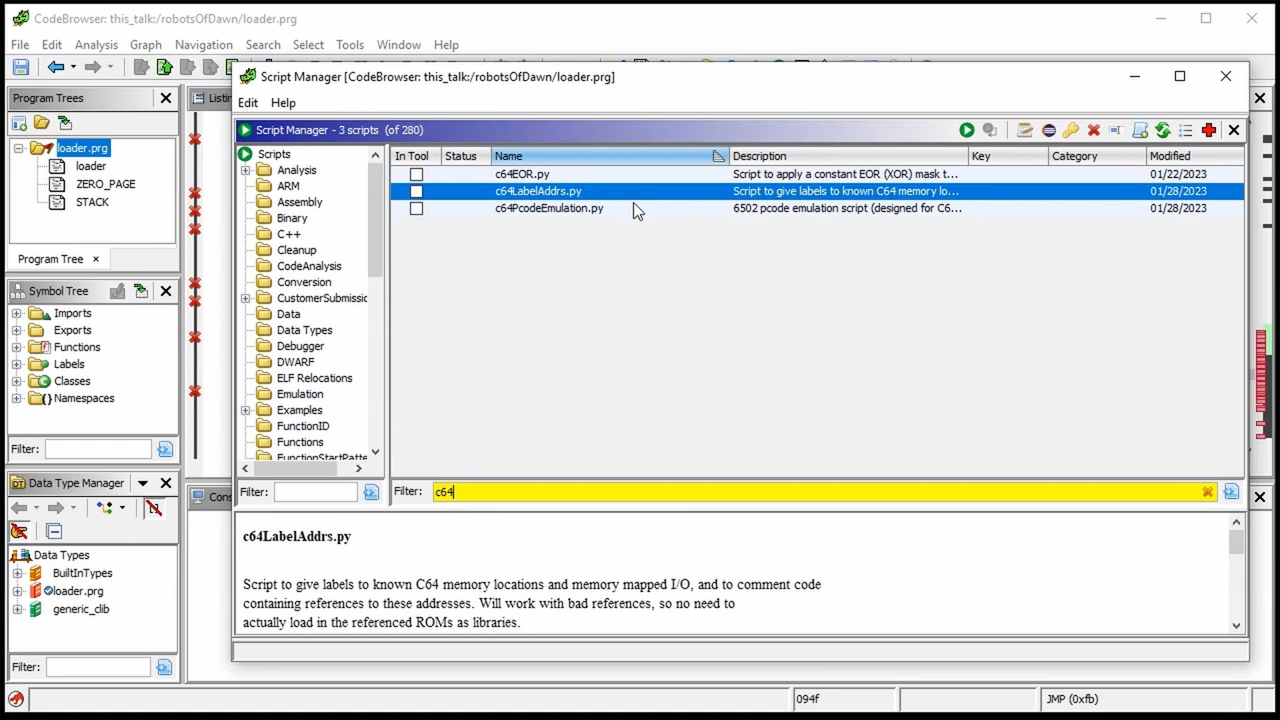 CodeBrowser: this_talk:/robotsOfDawn/loader.prg
File Edit Analysis Graph Navigation Search Select Tools Window Help
Script Manager [CodeBrowser: this_talk:/robotsOfDawn/loader.prg]
Edit Help
Program Trees
loader.prg
loader
ZERO_PAGE
STACK
Program Tree
Symbol Tree
Imports
Exports
Functions
Labels
Classes
Namespaces
Filter:
Data Type Manager
Data Types
BuiltInTypes
loader.prg
generic_clib
Filter:
Listin
Cons
Script Manager - 3 scripts (of 280)
Scripts
Analysis
ARM
Assembly
Binary
C++
Cleanup
CodeAnalysis
Conversion
CustomerSubmissic
Data
Data Types
Debugger
DWARF
ELF Relocations
Emulation
Examples
FunctionID
Functions
FunctionStartPatte
Filter:
In Tool Status Name Description Key Category Modified
c64EOR.py Script to apply a constant EOR (XOR) mask t... 01/22/2023
c64LabelAddrs.py Script to give labels to known C64 memory lo... 01/28/2023
c64PcodeEmulation.py 6502 pcode emulation script (designed for C6... 01/28/2023
Filter: c64
c64LabelAddrs.py
Script to give labels to known C64 memory locations and memory mapped I/O, and to comment code
containing references to these addresses. Will work with bad references, so no need to
actually load in the referenced ROMs as libraries.
094f JMP (0xfb)